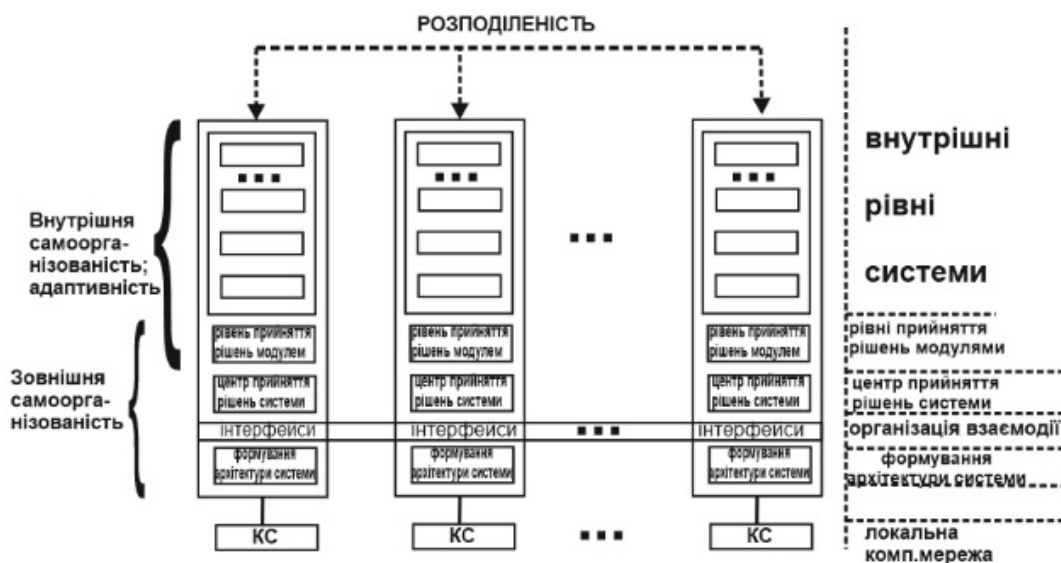 РОЗПОДІЛЕНІСТЬ
Внутрішня
самоорга-
нізованість;
адаптивність
Зовнішня
самоорга-
нізованість
рівень прийняття
рішень модулем
центр прийняття
рішень системи
інтерфейси
формування
архітектури системи
КС
рівень прийняття
рішень модулем
центр прийняття
рішень системи
інтерфейси
формування
архітектури системи
КС
рівень прийняття
рішень модулем
центр прийняття
рішень системи
інтерфейси
формування
архітектури системи
КС
внутрішні
рівні
системи
рівні прийняття
рішень модулями
центр прийняття
рішень системи
організація взаємодії
формування
архітектури системи
локальна
комп.мережа